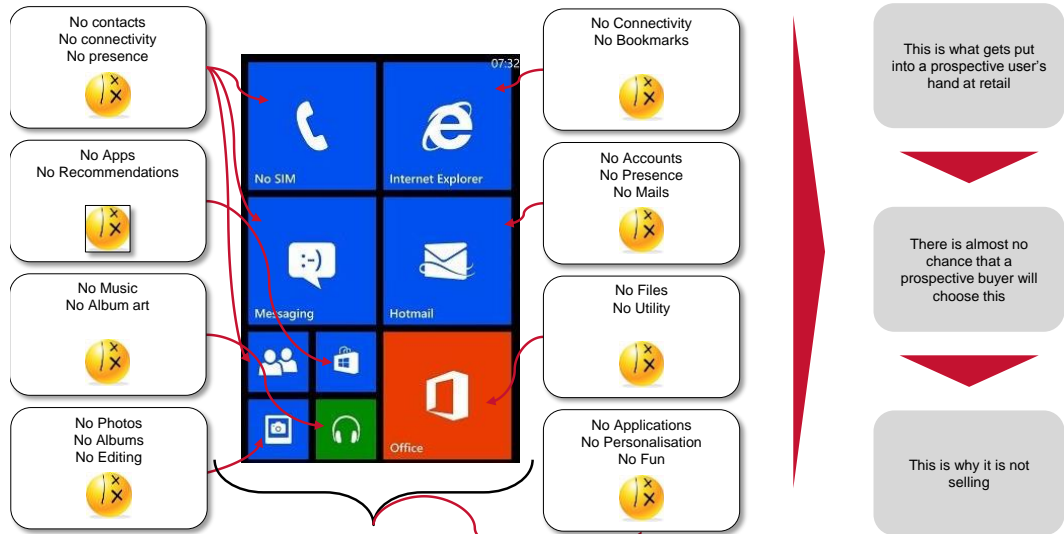 No contacts
No connectivity
No presence
No Apps
No Recommendations
No Music
No Album art
No Photos
No Albums
No Editing
07:32
No SIM
Internet Explorer
Messaging
:-)
Hotmail
Office
No Connectivity
No Bookmarks
No Accounts
No Presence
No Mails
No Files
No Utility
No Applications
No Personalisation
No Fun
This is what gets put
into a prospective user’s
hand at retail
There is almost no
chance that a
prospective buyer will
choose this
This is why it is not
selling